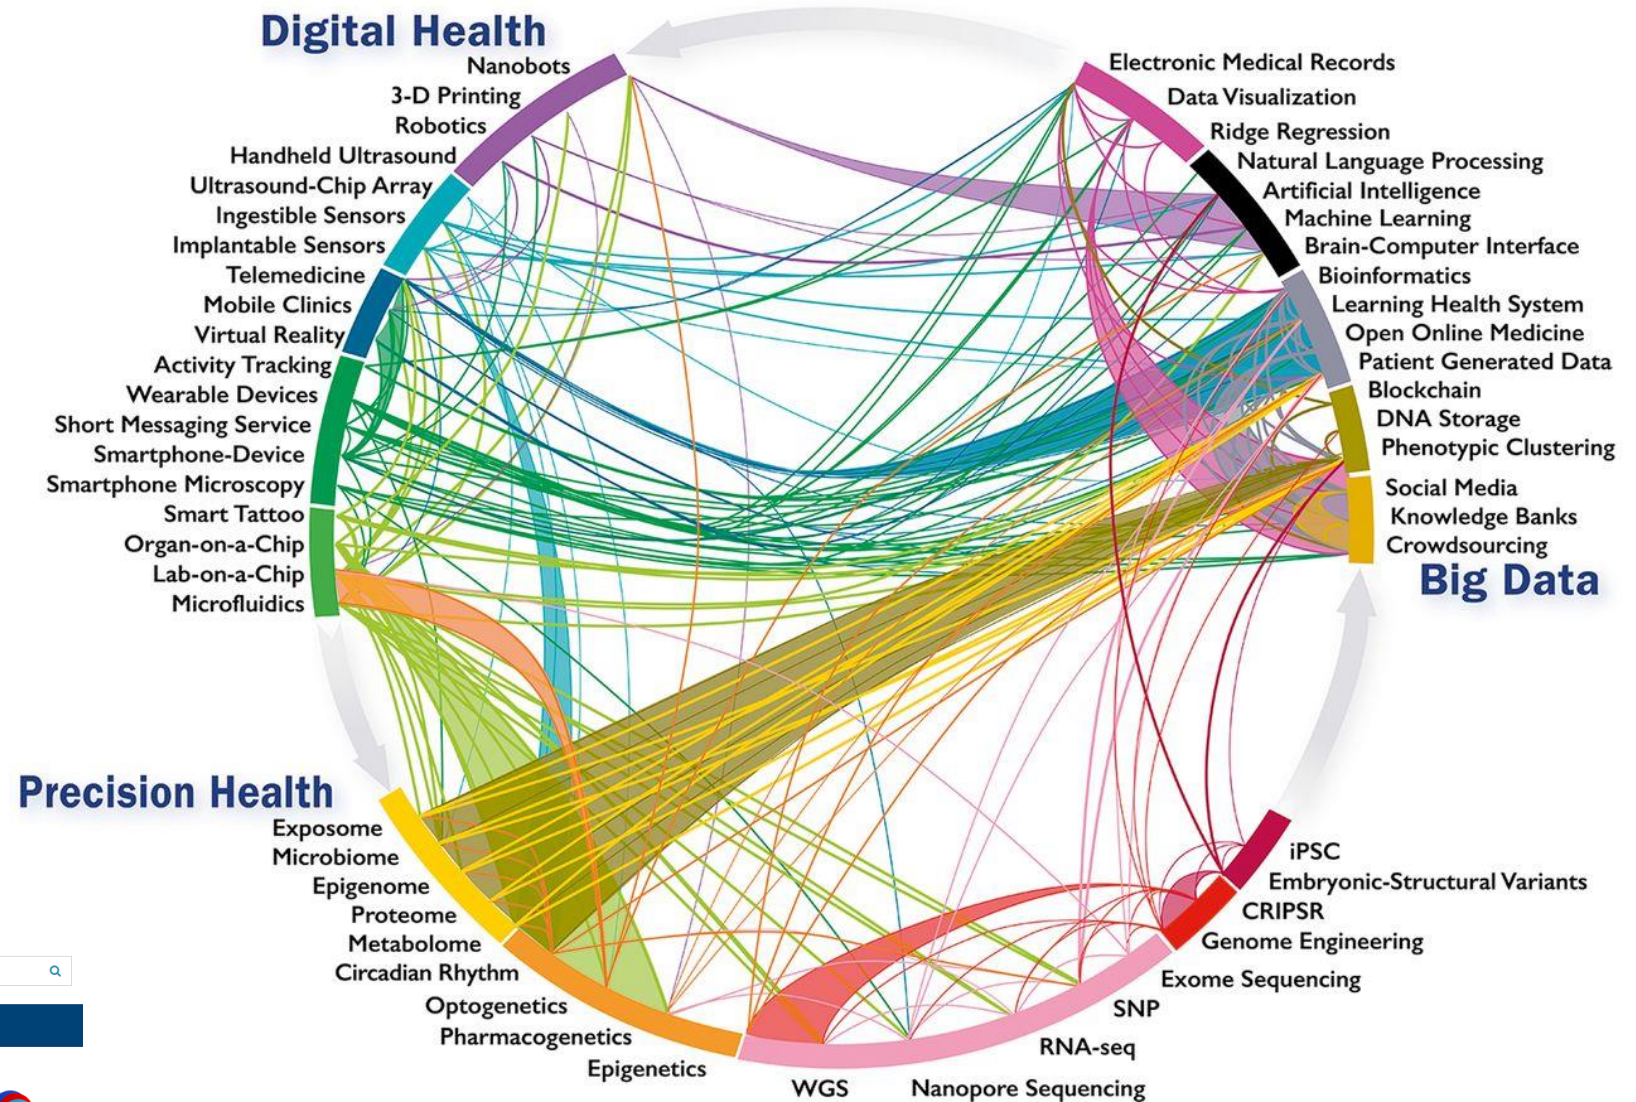 Digital Health
Nanobots
3-D Printing
Robotics
Handheld Ultrasound
Ultrasound-Chip Array
Ingestible Sensors
Implantable Sensors
Telemedicine
Mobile Clinics
Virtual Reality
Activity Tracking
Wearable Devices
Short Messaging Service
Smartphone-Device
Smartphone Microscopy
Smart Tattoo
Organ-on-a-Chip
Lab-on-a-Chip
Microfluidics
Electronic Medical Records
Data Visualization
Ridge Regression
Natural Language Processing
Artificial Intelligence
Machine Learning
Brain-Computer Interface
Bioinformatics
Learning Health System
Open Online Medicine
Patient Generated Data
Blockchain
DNA Storage
Phenotypic Clustering
Social Media
Knowledge Banks
Crowdsourcing
Big Data
Precision Health
Exposome
Microbiome
Epigenome
Proteome
Metabolome
Circadian Rhythm
Optogenetics
Pharmacogenetics
Epigenetics
WGS
Nanopore Sequencing
RNA-seq
SNP
Exome Sequencing
Genome Engineering
CRIPSR
Embryonic-Structural Variants
iPSC